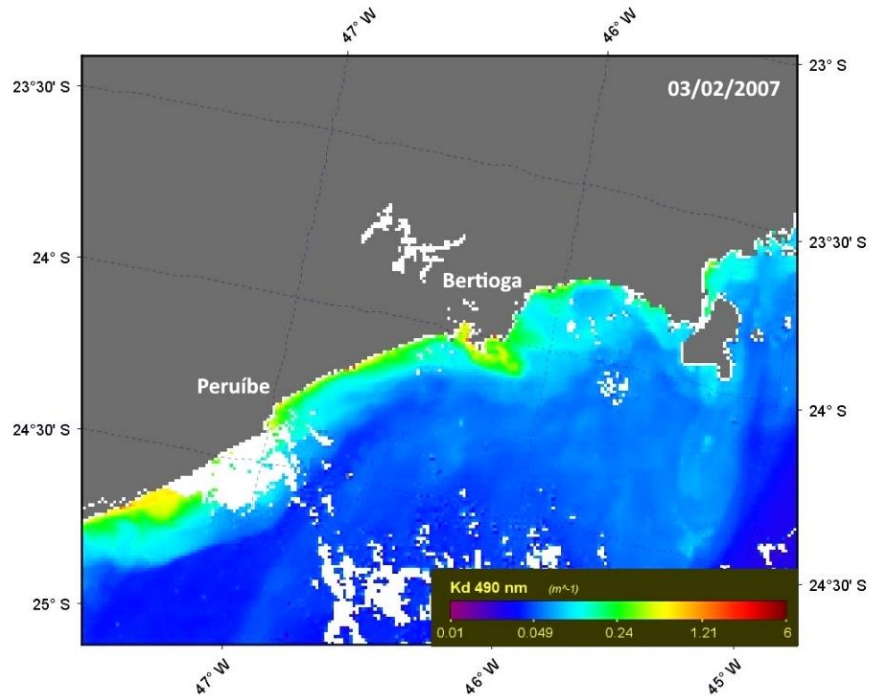 47° W 46° W
23°30' S
23° S
03/02/2007
24° S
23°30' S
Bertioga
Peruíbe
24°30' S
24° S
Kd 490 nm (m^-1)
0.01 0.049 0.24 1.21 6
25° S
24°30' S
47° W 46° W 45° W